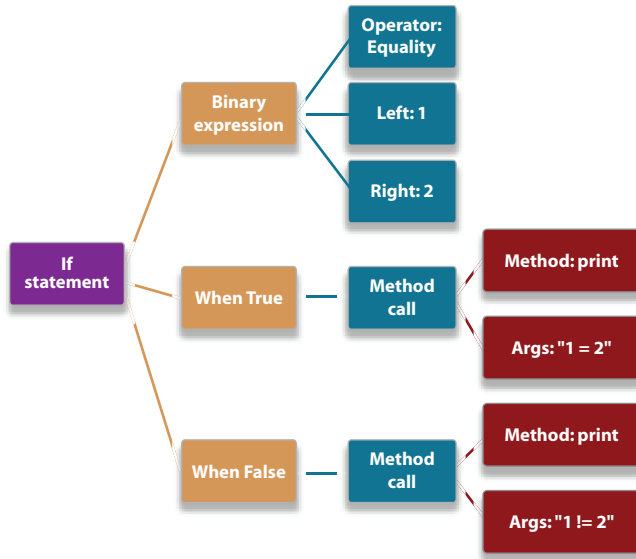 If
statement
Binary
expression
Operator:
Equality
Left: 1
Right: 2
When True
Method
call
Method: print
Args: "1 = 2"
When False
Method
call
Method: print
Args: "1 != 2"